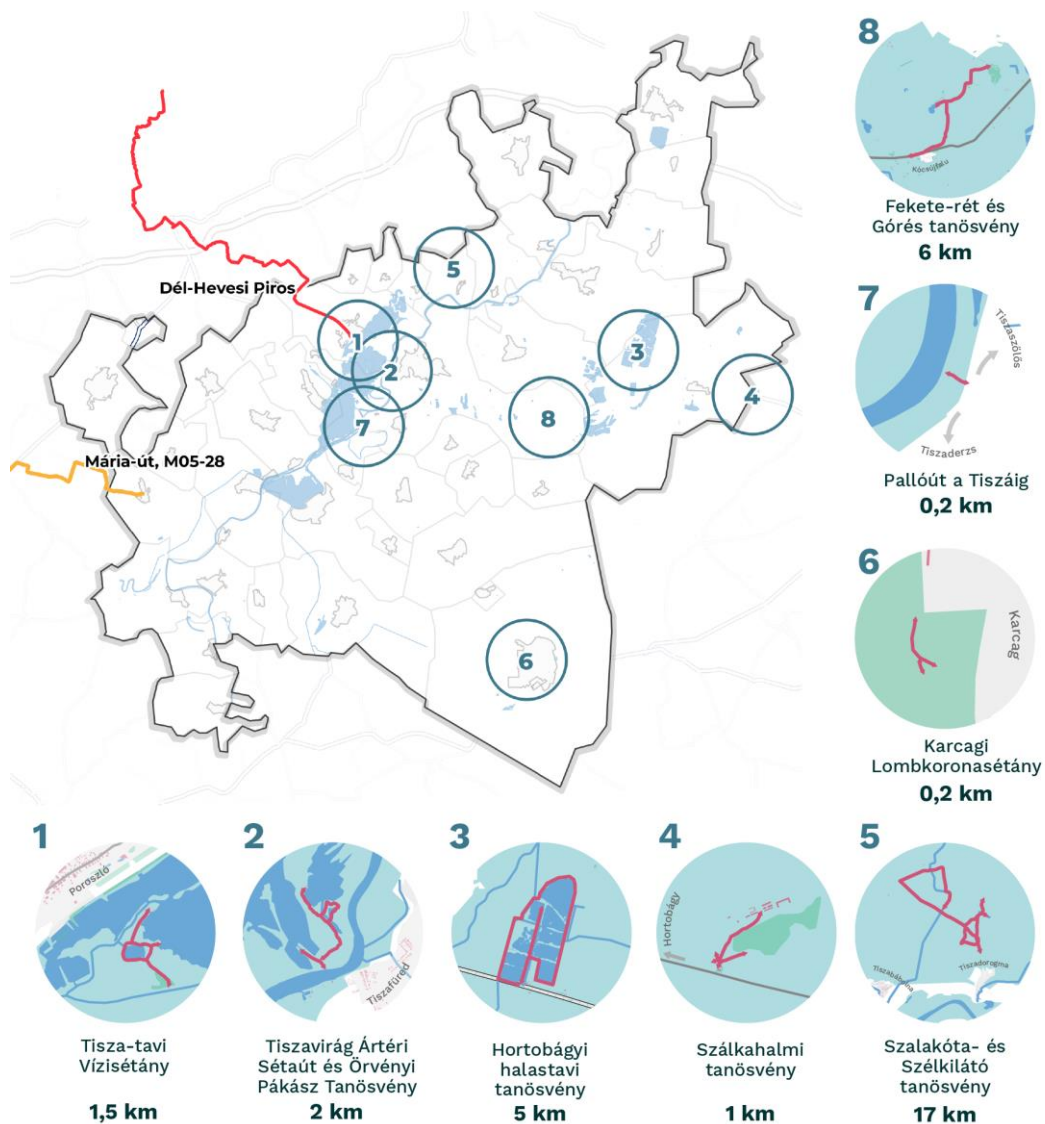 8
Kócsújfalu
Fekete-rét és
Górés tanösvény
6 km
Dél-Hevesi Piros
5
1
2
3
4
7
8
Mária-út, M05-28
6
7
Tiszaszőlős
Tiszaderzs
Pallóút a Tiszáig
0,2 km
6
Karcag
Karcagi
Lombkoronasétány
0,2 km
1
Poroszló
Tisza-tavi
Vízisétány
1,5 km
2
Tiszafüred
Tiszavirág Ártéri
Sétaút és Örvényi
Pákász Tanösvény
2 km
3
Hortobágyi
halastavi
tanösvény
5 km
4
Hortobágy
Szálkahalmi
tanösvény
1 km
5
Tiszabábolna
Tiszadorogma
Szalakóta- és
Szélkilátó
tanösvény
17 km